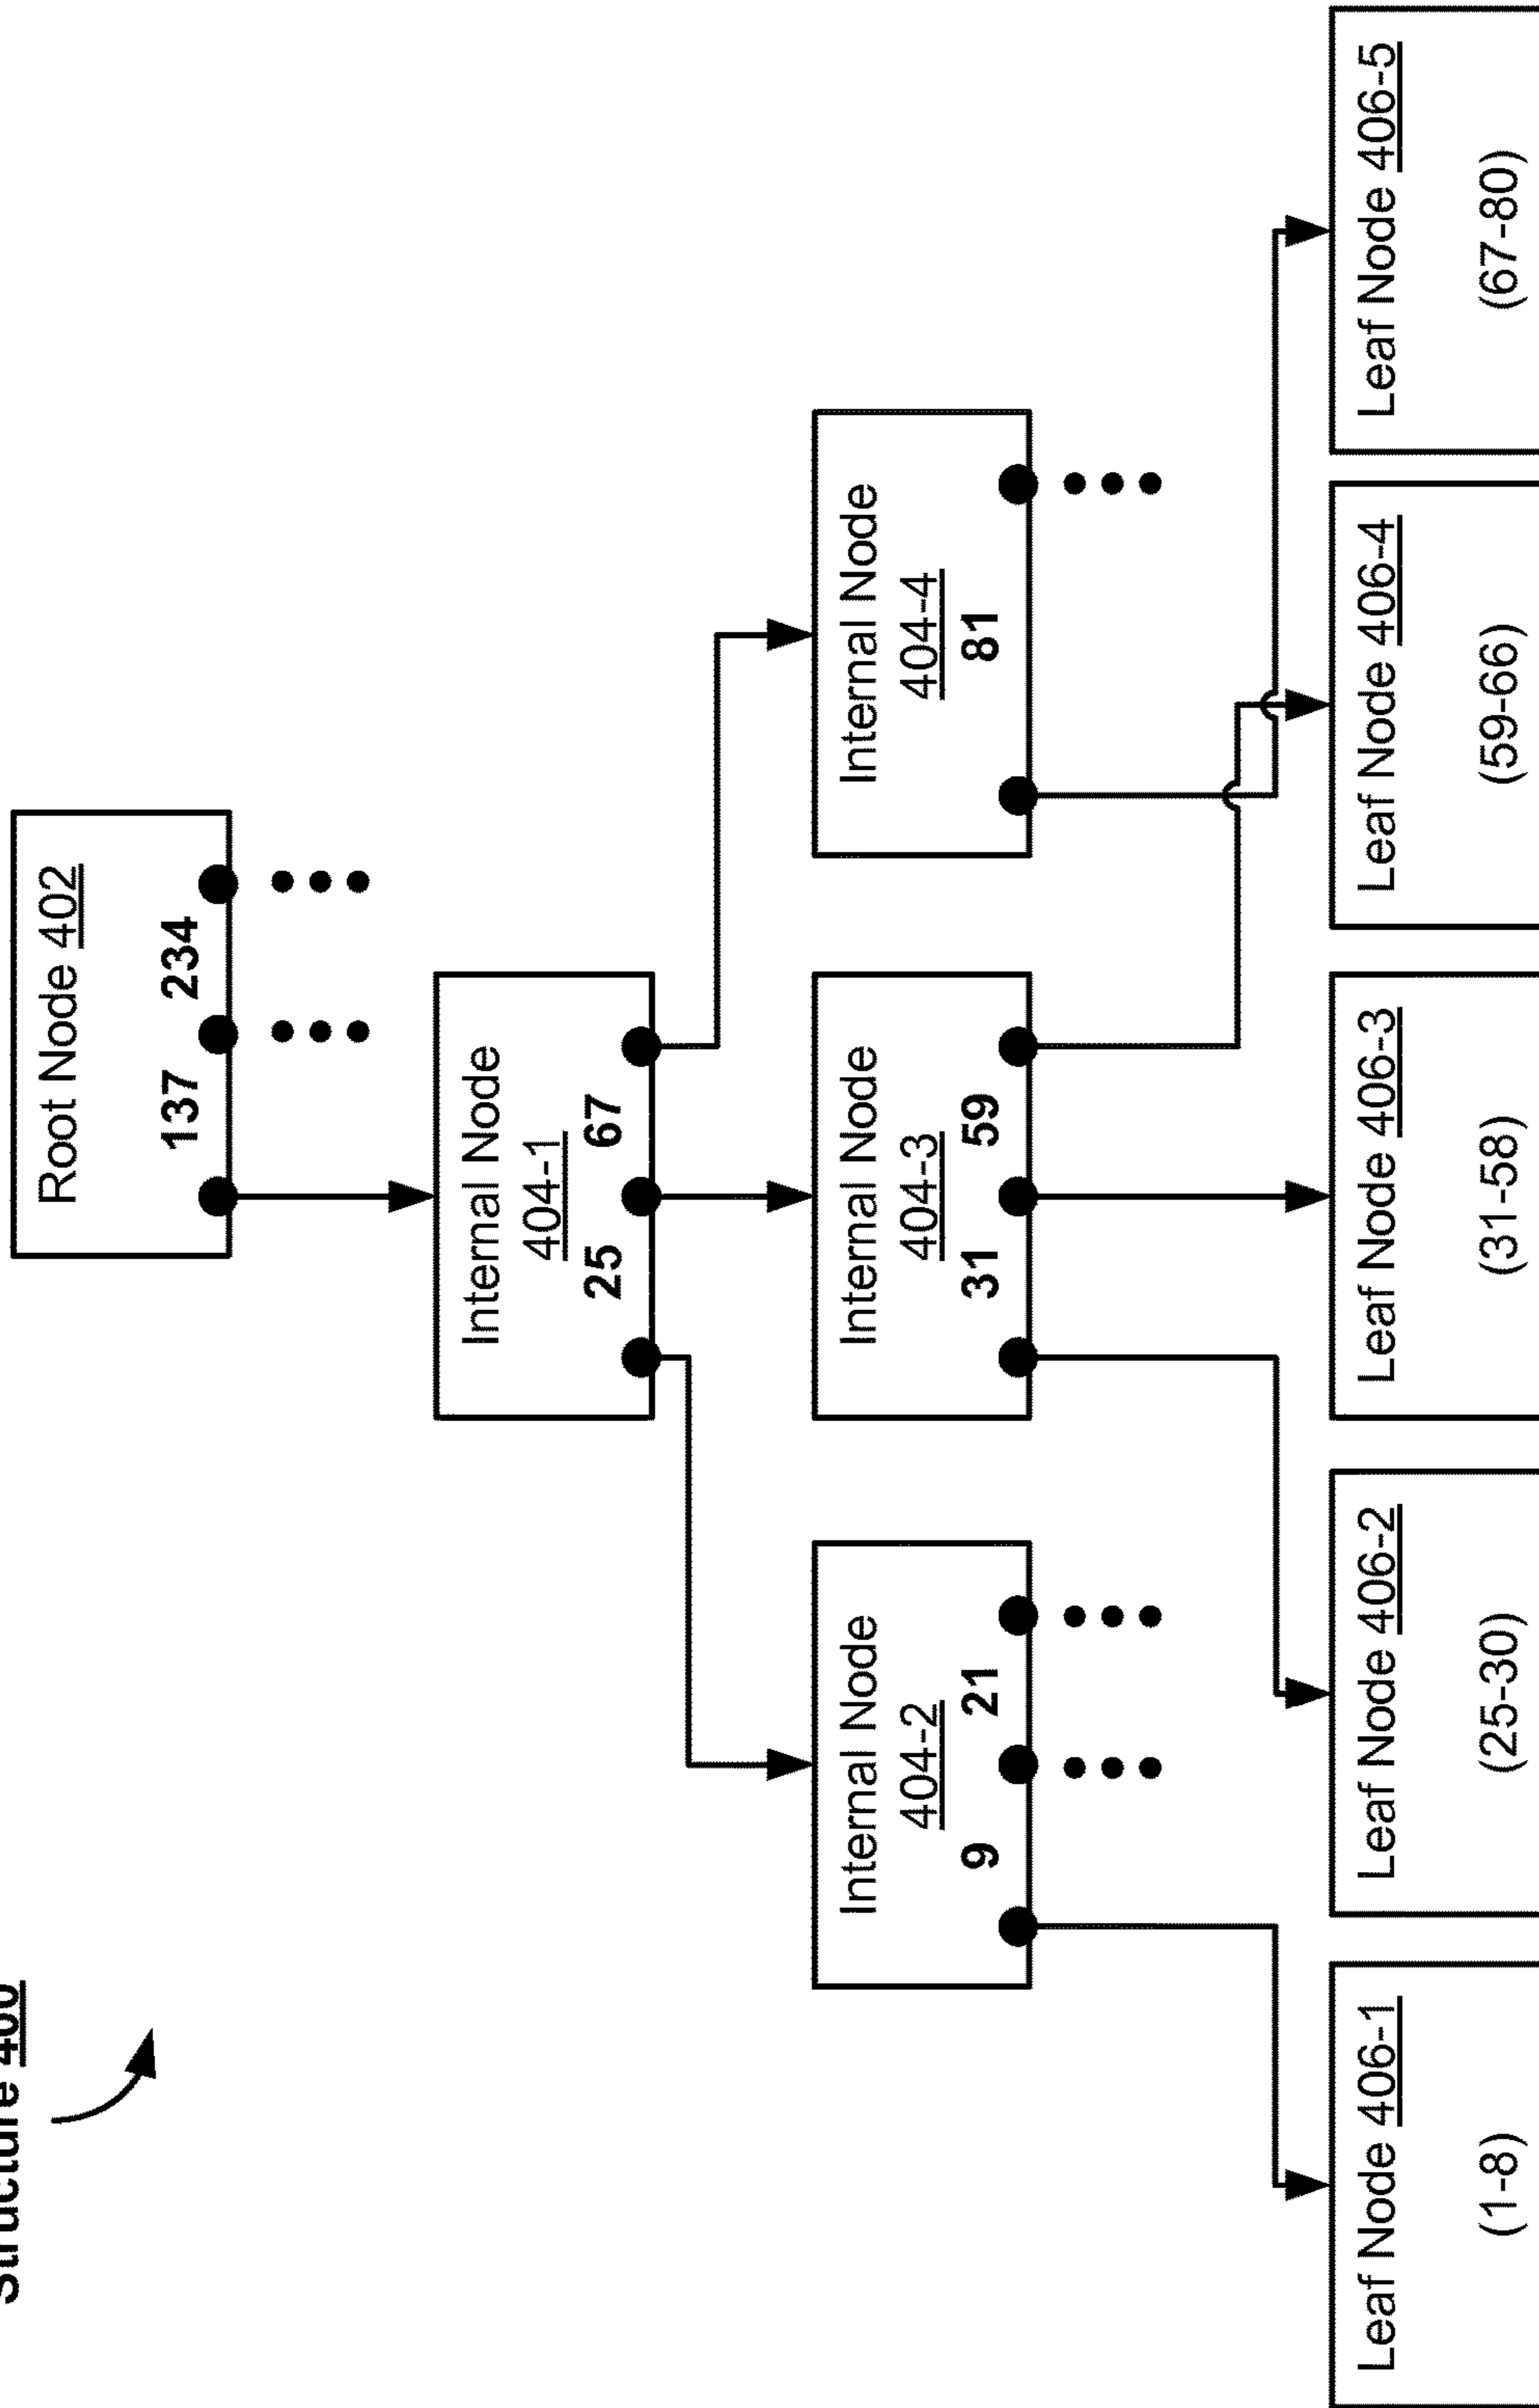 Structure 400
Root Node 402
137 234
Internal Node
404-1
25 67
Internal Node
404-2
9 21
Internal Node
404-3
31 59
Internal Node
404-4
81
Leaf Node 406-1
(1-8)
Leaf Node 406-2
(25-30)
Leaf Node 406-3
(31-58)
Leaf Node 406-4
(59-66)
Leaf Node 406-5
(67-80)